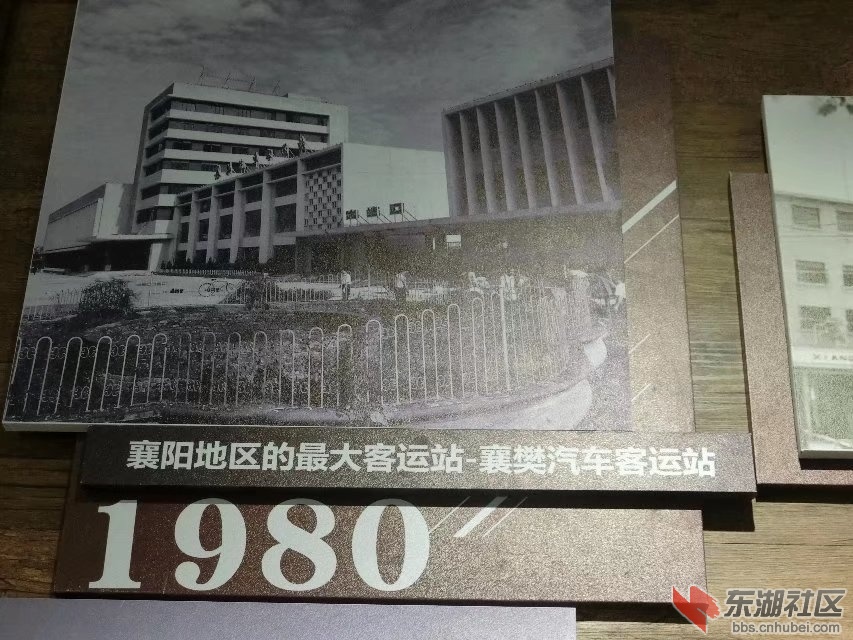 襄阳地区的最大客运站-襄樊汽车客运站
1980
XIANG
东湖社区
bbs.cnhubei.com